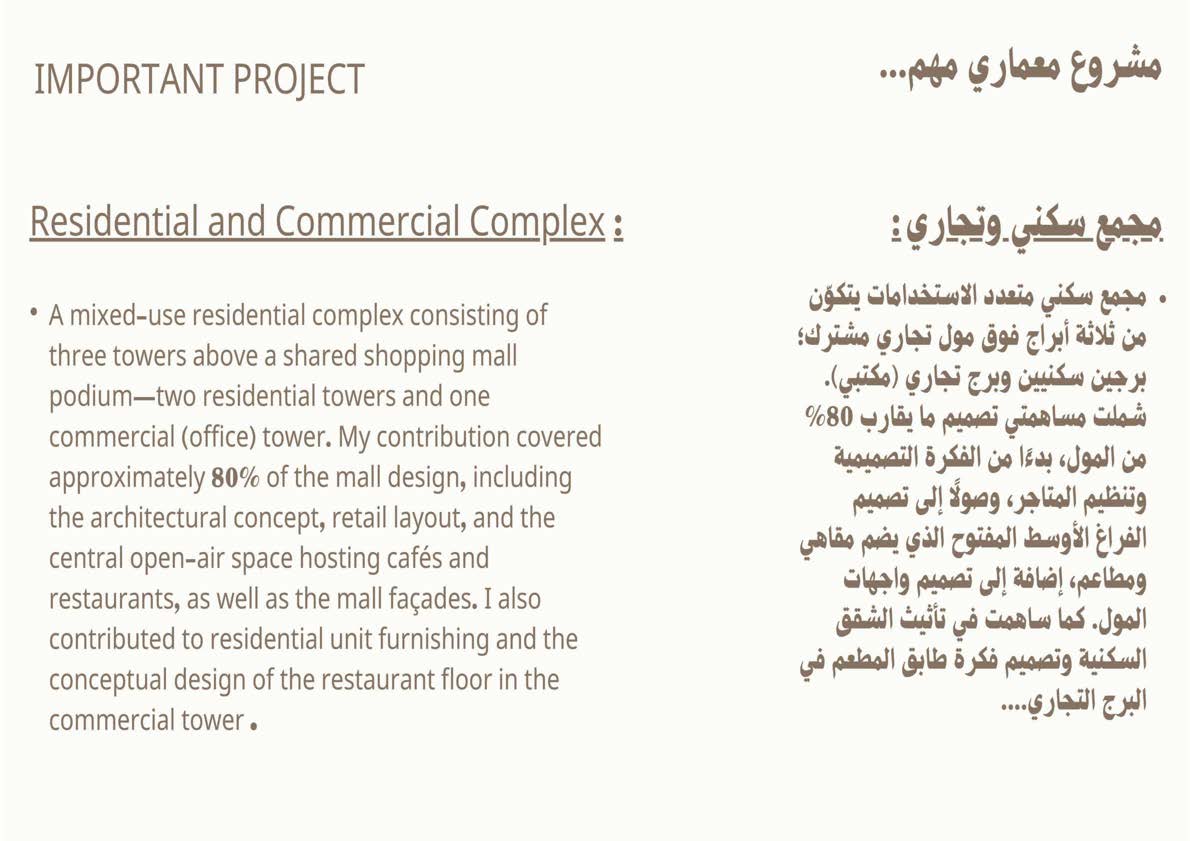 IMPORTANT PROJECT
مشروع معماري مهم...
Residential and Commercial Complex :
• A mixed-use residential complex consisting of
three towers above a shared shopping mall
podium—two residential towers and one
commercial (office) tower. My contribution covered
approximately 80% of the mall design, including
the architectural concept, retail layout, and the
central open-air space hosting cafés and
restaurants, as well as the mall façades. I also
contributed to residential unit furnishing and the
conceptual design of the restaurant floor in the
commercial tower .
مجمع سكني وتجاري :
• مجمع سكني متعدد الاستخدامات يتكوّن
من ثلاثة أبراج فوق مول تجاري مشترك؛
برجين سكنيين وبرج تجاري (مكتبي).
شملت مساهمتي تصميم ما يقارب 80%
من المول، بدءًا من الفكرة التصميمية
وتنظيم المتاجر، وصولًا إلى تصميم
الفراغ الأوسط المفتوح الذي يضم مقاهي
ومطاعم، إضافة إلى تصميم واجهات
المول. كما ساهمت في تأثيث الشقق
السكنية وتصميم فكرة طابق المطعم في
البرج التجاري....